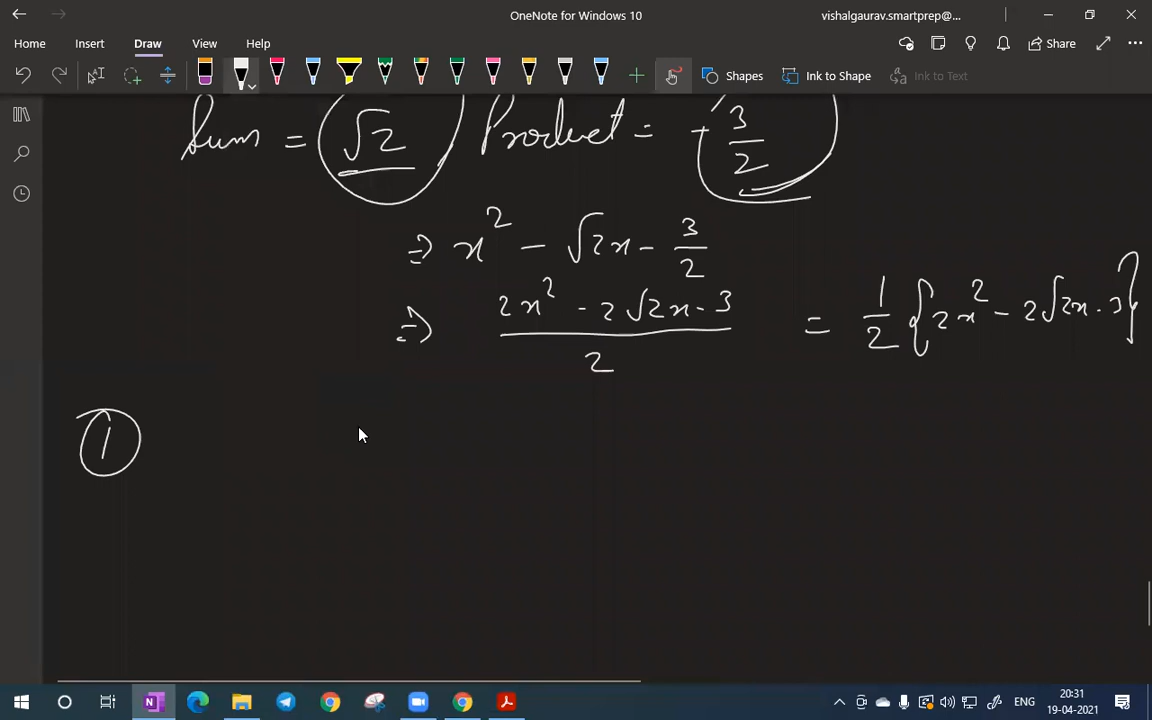 OneNote for Windows 10
vishalgaurav.smartprep@...
Home Insert Draw View Help
Share
Shapes Ink to Shape Ink to Text
Sum = √2 Product = -3/2
⇒ x² - √2x - 3/2
⇒ (2x² - 2√2x - 3)/2 = 1/2 {2x² - 2√2x - 3}
1
ENG
20:31
19-04-2021